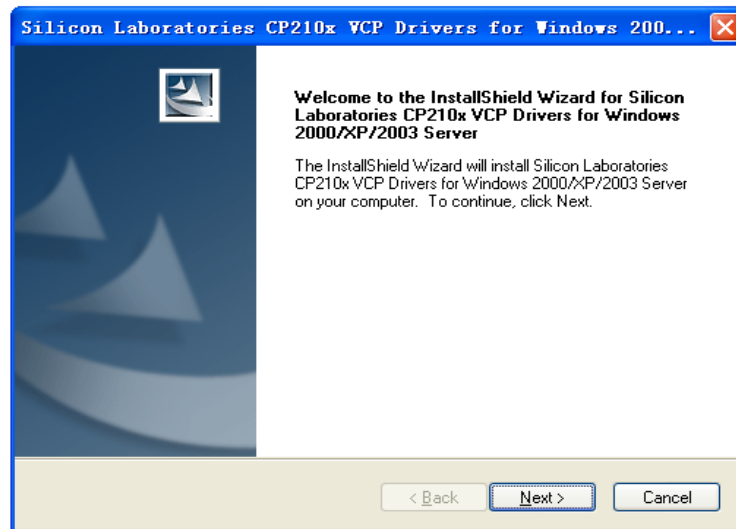 Silicon Laboratories CP210x VCP Drivers for Windows 200...
Welcome to the InstallShield Wizard for Silicon
Laboratories CP210x VCP Drivers for Windows
2000/XP/2003 Server
The InstallShield Wizard will install Silicon Laboratories
CP210x VCP Drivers for Windows 2000/XP/2003 Server
on your computer. To continue, click Next.
< Back Next > Cancel